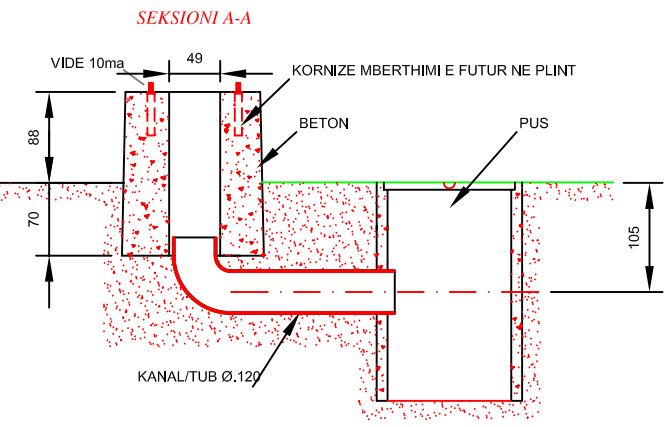 SEKSIONI A-A
VIDE 10ma
49
KORNIZE MBERTHIMI E FUTUR NE PLINT
BETON
PUS
88
70
105
KANAL/TUB Ø.120